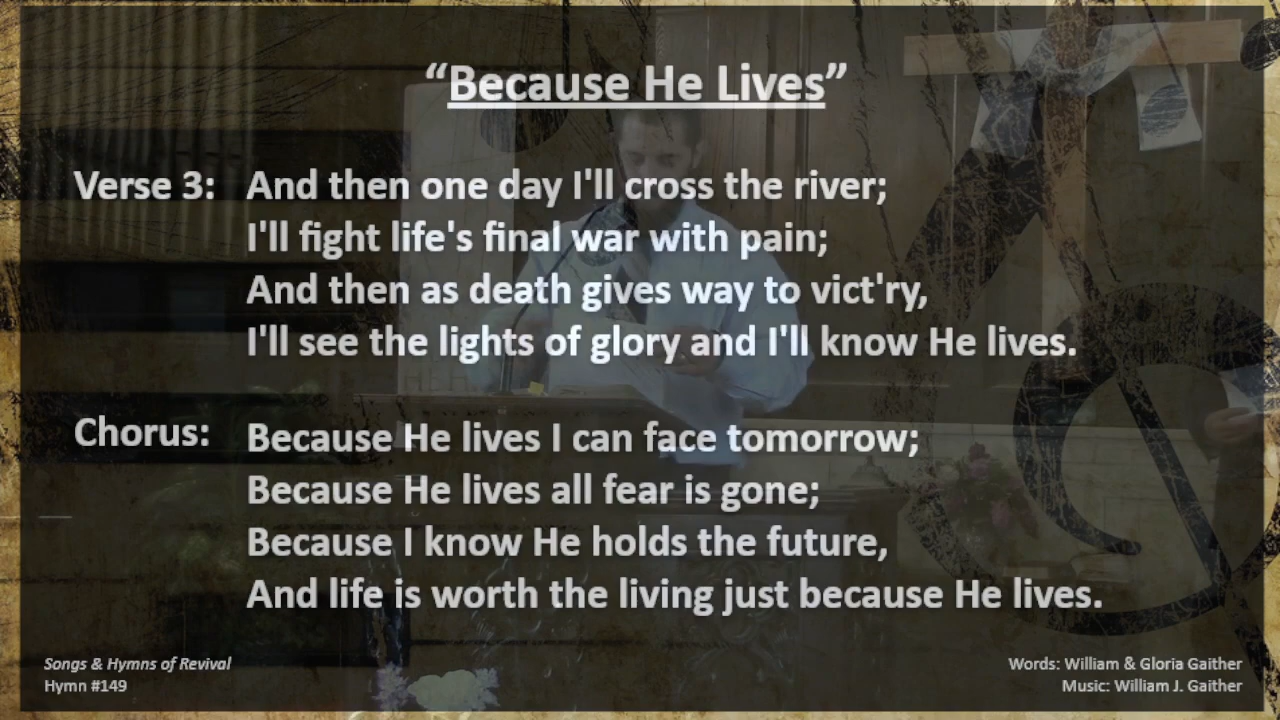 “Because He Lives”
Verse 3: And then one day I'll cross the river;
I'll fight life's final war with pain;
And then as death gives way to vict'ry,
I'll see the lights of glory and I'll know He lives.
Chorus: Because He lives I can face tomorrow;
Because He lives all fear is gone;
Because I know He holds the future,
And life is worth the living just because He lives.
Songs & Hymns of Revival
Hymn #149
Words: William & Gloria Gaither
Music: William J. Gaither